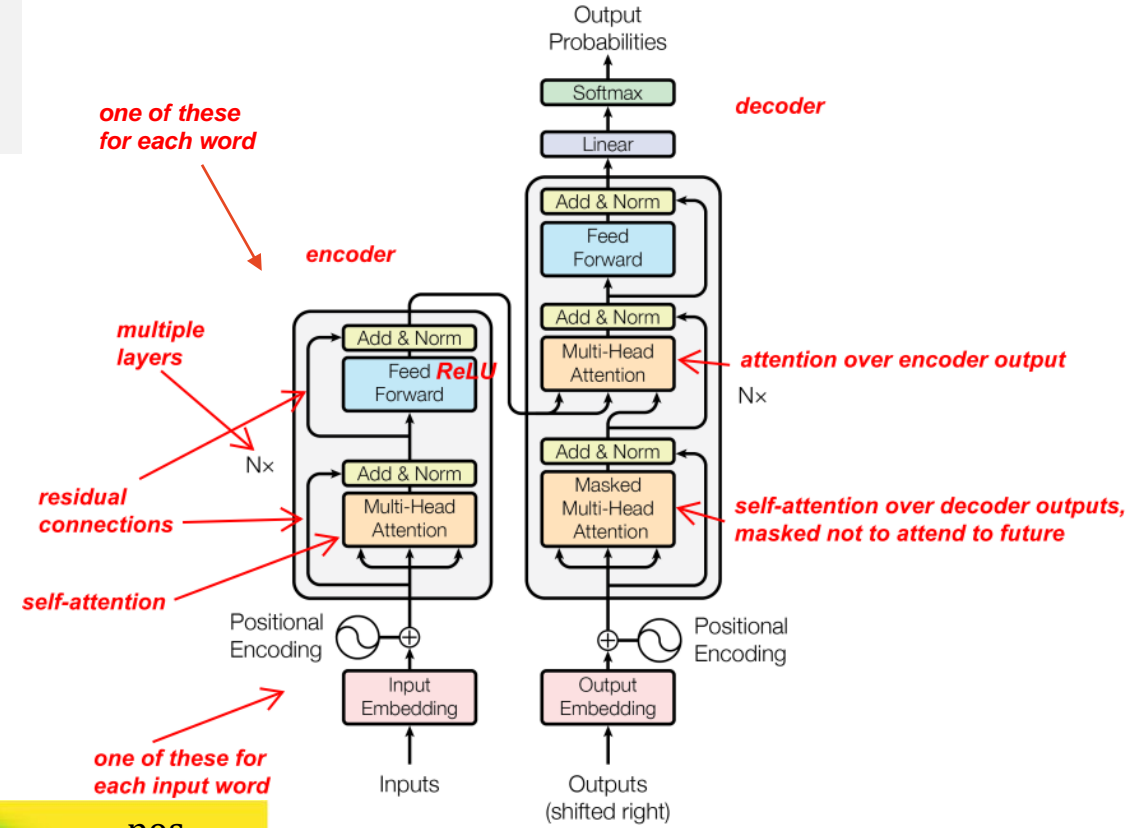 Output
Probabilities
Softmax
decoder
one of these
for each word
Linear
Add & Norm
Feed
Forward
encoder
Add & Norm
multiple
layers
Add & Norm
Multi-Head
Attention
attention over encoder output
Feed ReLU
Forward
Nx
Nx
Add & Norm
Add & Norm
residual
connections
Multi-Head
Attention
Masked
Multi-Head
Attention
self-attention over decoder outputs,
masked not to attend to future
self-attention
Positional
Encoding
Positional
Encoding
Input
Embedding
Output
Embedding
one of these for
each input word
Inputs
Outputs
(shifted right)